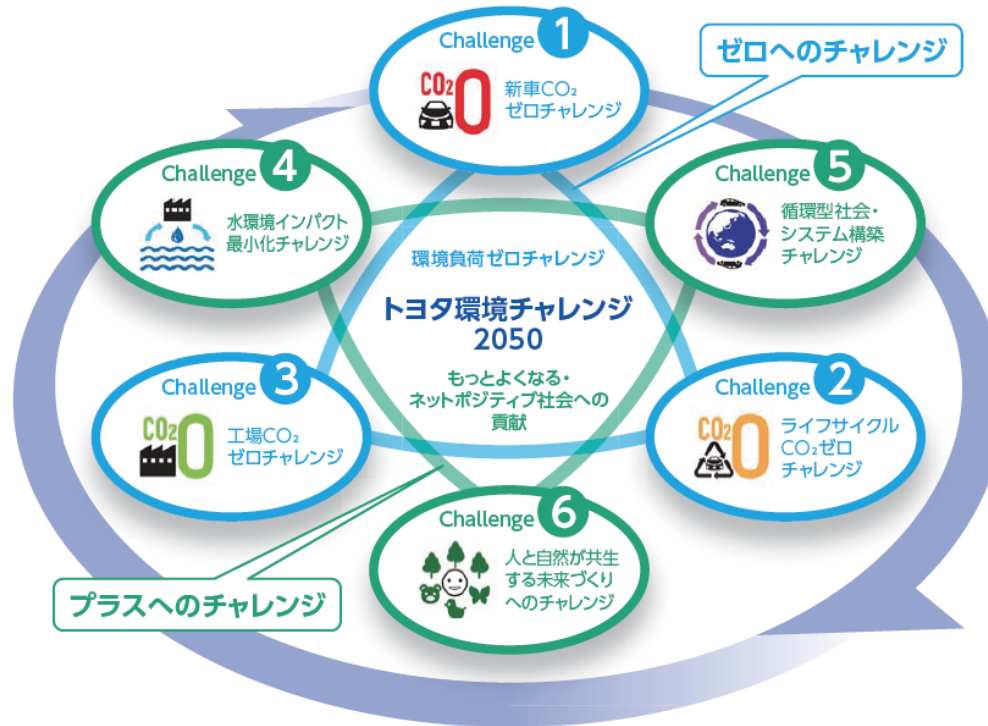 Challenge 1
CO₂ 0
新車CO₂
ゼロチャレンジ
ゼロへのチャレンジ
Challenge 4
水環境インパクト
最小化チャレンジ
Challenge 5
循環型社会・
システム構築
チャレンジ
環境負荷ゼロチャレンジ
トヨタ環境チャレンジ
2050
もっとよくなる・
ネットポジティブ社会への
貢献
Challenge 3
CO₂ 0
工場CO₂
ゼロチャレンジ
Challenge 2
CO₂ 0
ライフサイクル
CO₂ゼロ
チャレンジ
Challenge 6
人と自然が共生
する未来づくり
へのチャレンジ
プラスへのチャレンジ